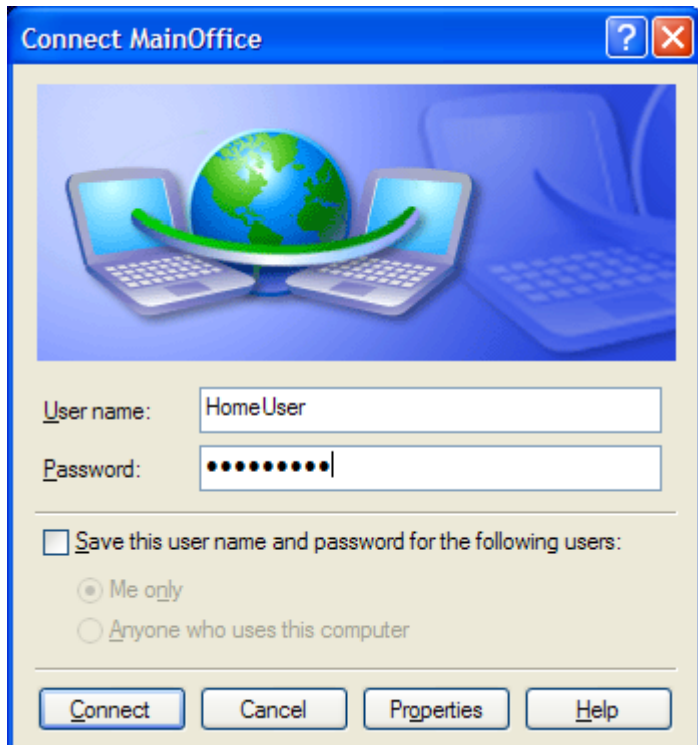 Connect MainOffice
User name: HomeUser
Password: •••••••••
Save this user name and password for the following users:
Me only
Anyone who uses this computer
Connect Cancel Properties Help